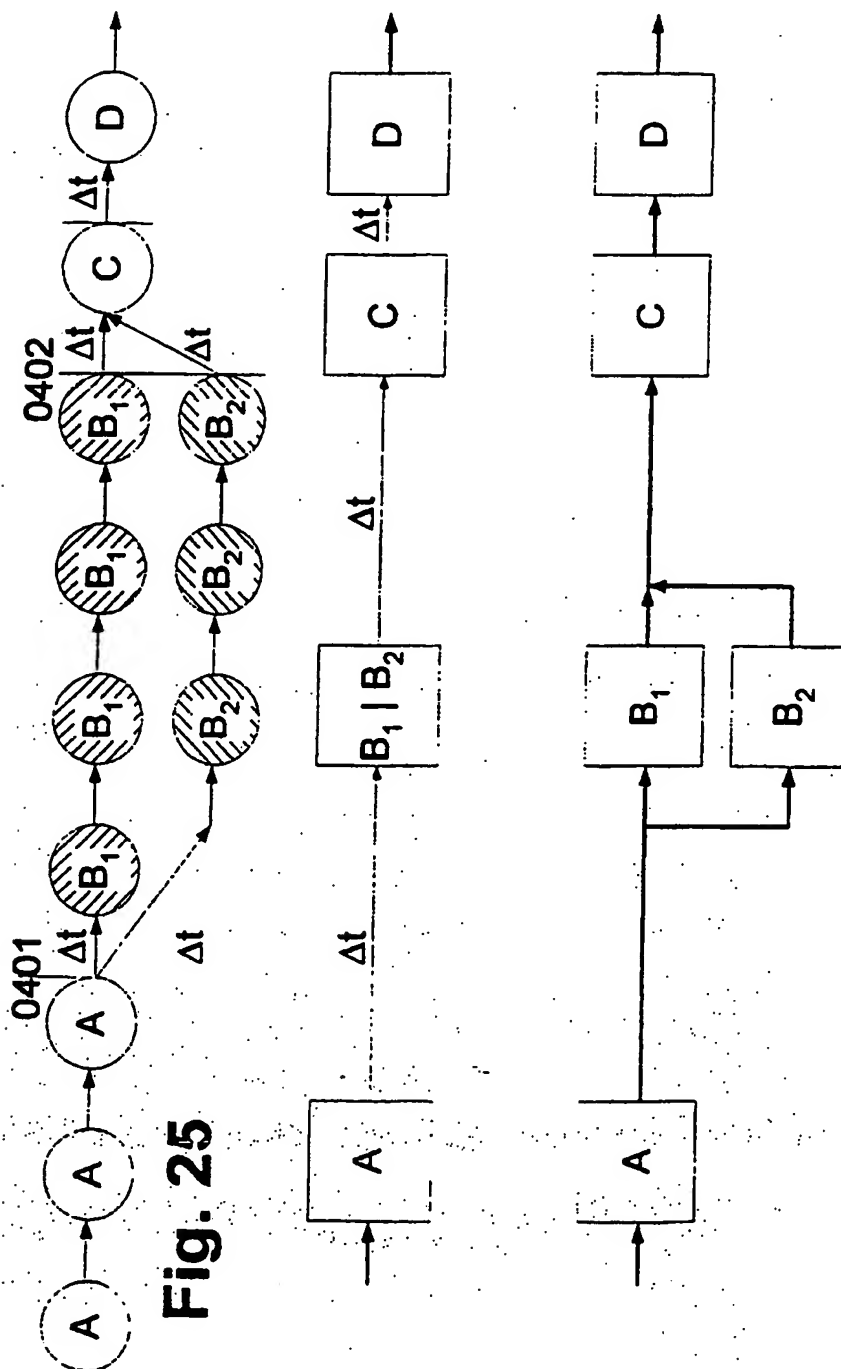 0401
0402
A
A
A
Δt
B₁
B₁
B₁
B₁
Δt
C
Δt
D
Δt
B₂
B₂
B₂
Δt
Fig. 25
A
Δt
B₁ | B₂
Δt
C
Δt
D
A
B₁
B₂
C
D